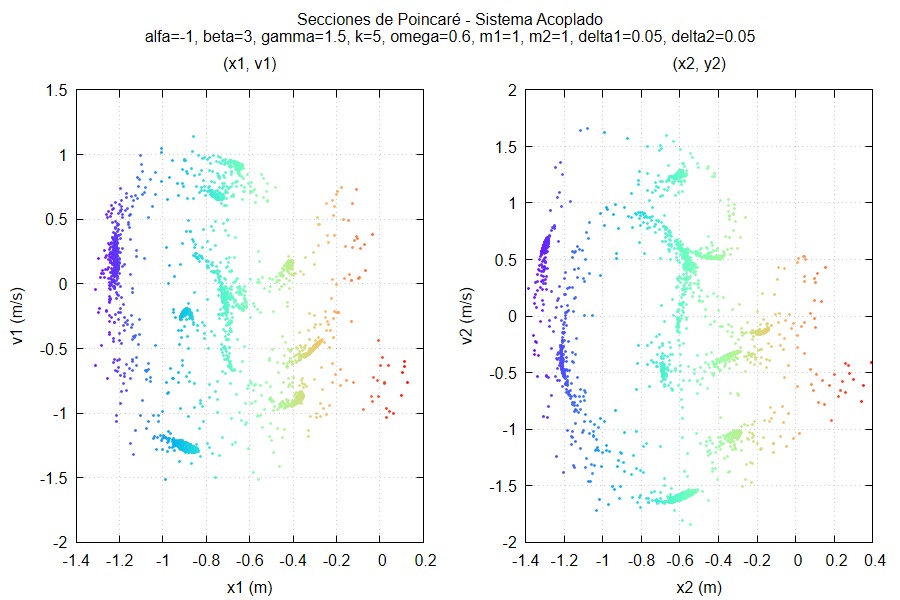 Secciones de Poincaré - Sistema Acoplado
alfa=-1, beta=3, gamma=1.5, k=5, omega=0.6, m1=1, m2=1, delta1=0.05, delta2=0.05
(x1, v1)
1.5
1
0.5
0
-0.5
-1
-1.5
-2
v1 (m/s)
-1.4 -1.2 -1 -0.8 -0.6 -0.4 -0.2 0 0.2
x1 (m)
(x2, y2)
2
1.5
1
0.5
0
-0.5
-1
-1.5
-2
v2 (m/s)
-1.4 -1.2 -1 -0.8 -0.6 -0.4 -0.2 0 0.2 0.4
x2 (m)